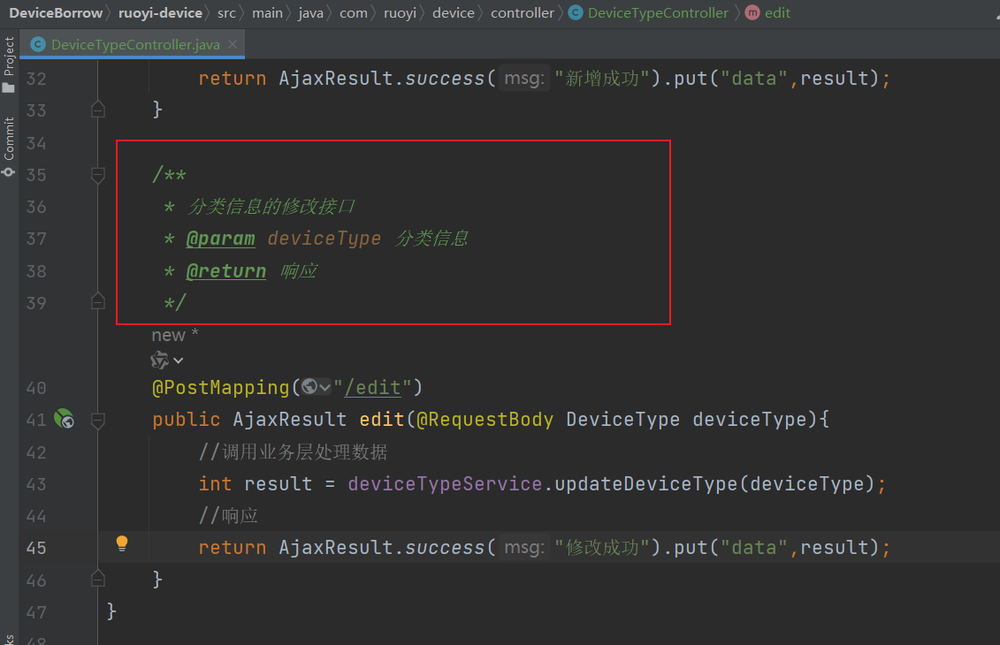 DeviceBorrow ruoyi-device src main java com ruoyi device controller DeviceTypeController edit
DeviceTypeController.java
Project
Commit
32 return AjaxResult.success( msg: "新增成功").put("data",result);
33 }
34
35 /**
36 * 分类信息的修改接口
37 * @param deviceType 分类信息
38 * @return 响应
39 */
new *
40 @PostMapping("/edit")
41 public AjaxResult edit(@RequestBody DeviceType deviceType){
42 //调用业务层处理数据
43 int result = deviceTypeService.updateDeviceType(deviceType);
44 //响应
45 return AjaxResult.success( msg: "修改成功").put("data",result);
46 }
47 }
48